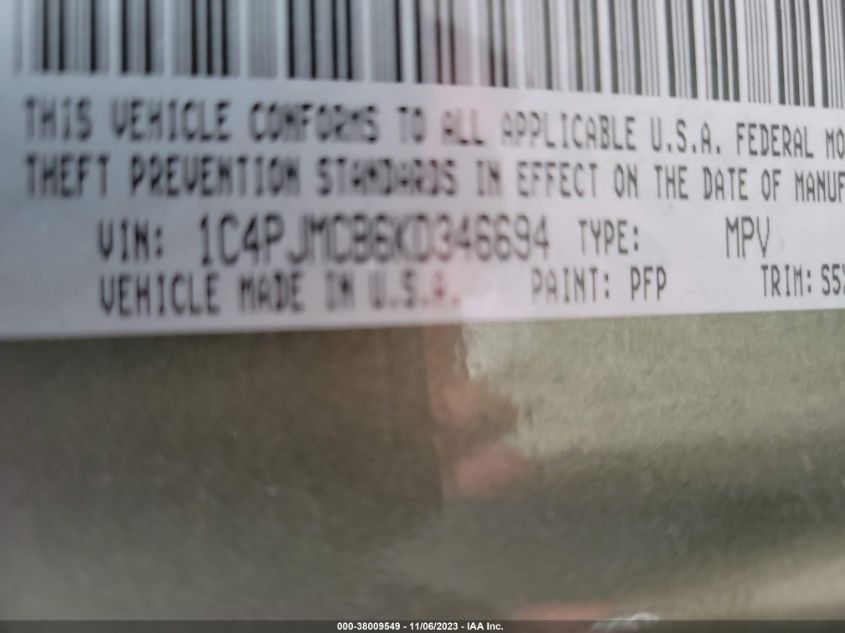 THIS VEHICLE CONFORMS TO ALL APPLICABLE U.S.A. FEDERAL MO
THEFT PREVENTION STANDARDS IN EFFECT ON THE DATE OF MANUF
VIN: 1C4PJMCB6KD346694 TYPE: MPV
VEHICLE MADE IN U.S.A. PAINT: PFP TRIM: S5X
000-38009549 - 11/06/2023 - IAA Inc.